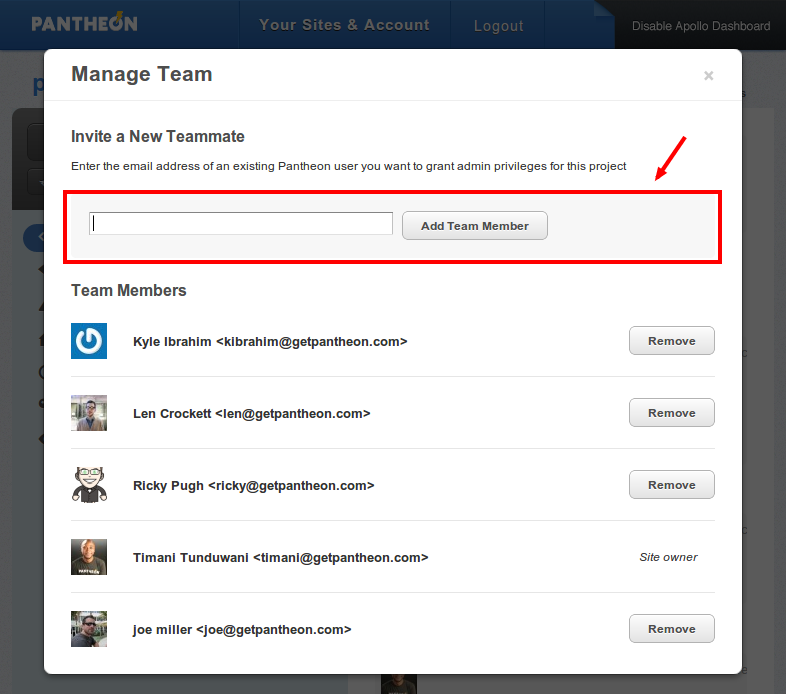 PANTHEON
Your Sites & Account
Logout
Disable Apollo Dashboard
Manage Team
×
Invite a New Teammate
Enter the email address of an existing Pantheon user you want to grant admin privileges for this project
Add Team Member
Team Members
Kyle Ibrahim <kibrahim@getpantheon.com>
Remove
Len Crockett <len@getpantheon.com>
Remove
Ricky Pugh <ricky@getpantheon.com>
Remove
Timani Tunduwani <timani@getpantheon.com>
Site owner
PANTHEON
joe miller <joe@getpantheon.com>
Remove